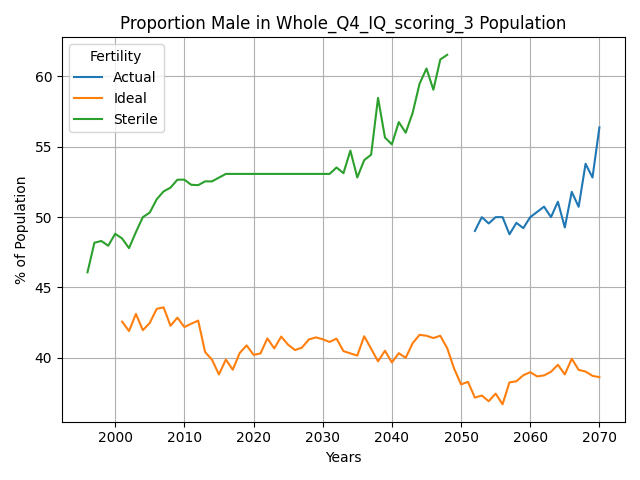 Proportion Male in Whole_Q4_IQ_scoring_3 Population
Fertility
Actual
Ideal
Sterile
% of Population
60
55
50
45
40
2000
2010
2020
2030
2040
2050
2060
2070
Years